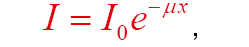 I = I₀e^{−μx} ,